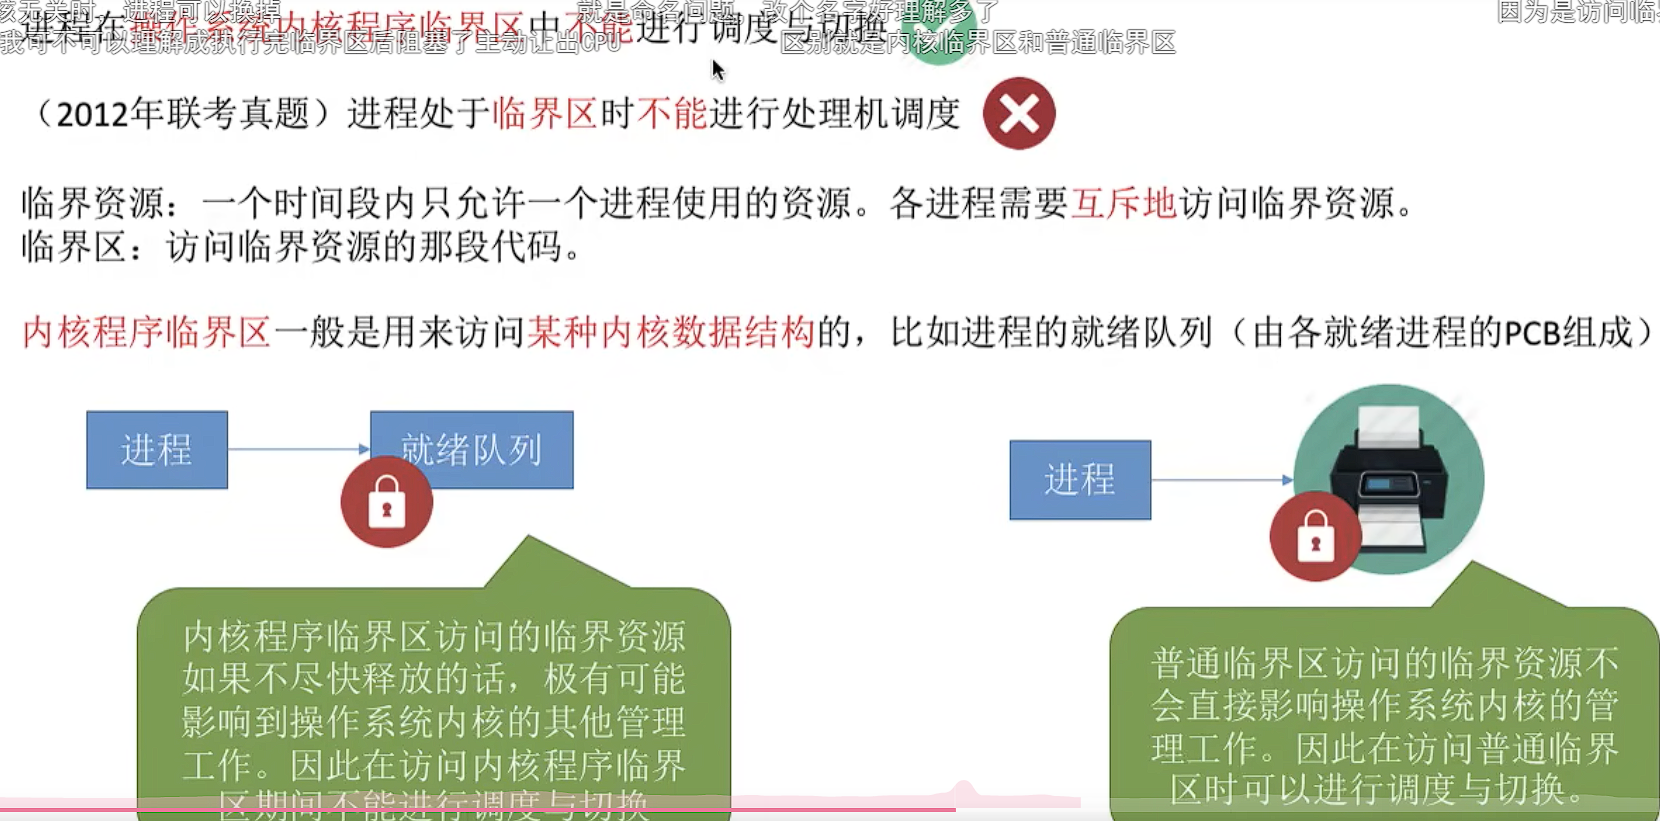 核无关时，进程可以换掉
就是命名问题。改个名字好理解多了
因为是访问临界
进程在操作系统内核程序临界区中不能进行调度与切换
我可不可以理解成执行完临界区后阻塞了主动让出CPU
区别就是内核临界区和普通临界区
（2012年联考真题）进程处于临界区时不能进行处理机调度
临界资源：一个时间段内只允许一个进程使用的资源。各进程需要互斥地访问临界资源。
临界区：访问临界资源的那段代码。
内核程序临界区一般是用来访问某种内核数据结构的，比如进程的就绪队列（由各就绪进程的PCB组成）
进程
就绪队列
进程
内核程序临界区访问的临界资源
如果不尽快释放的话，极有可能
影响到操作系统内核的其他管理
工作。因此在访问内核程序临界
区期间不能进行调度与切换
普通临界区访问的临界资源不
会直接影响操作系统内核的管
理工作。因此在访问普通临界
区时可以进行调度与切换。